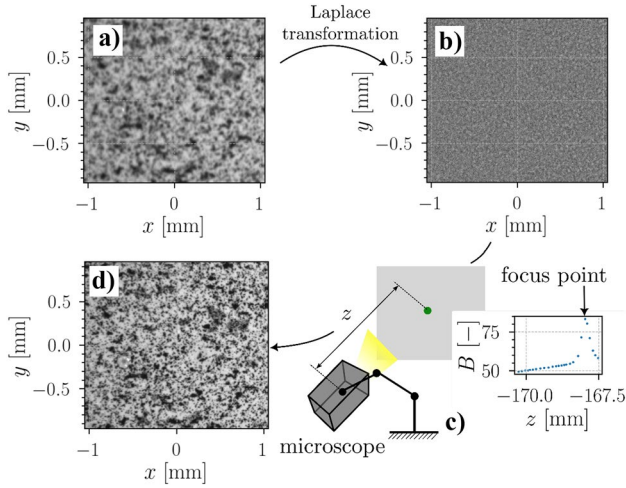 Laplace
transformation
a)
0.5
0.0
−0.5
y [mm]
−1
0
1
x [mm]
b)
0.5
0.0
−0.5
y [mm]
−1
0
1
x [mm]
d)
0.5
0.0
−0.5
y [mm]
−1
0
1
x [mm]
z
microscope
c)
focus point
75
50
B [−]
−170.0
−167.5
z [mm]